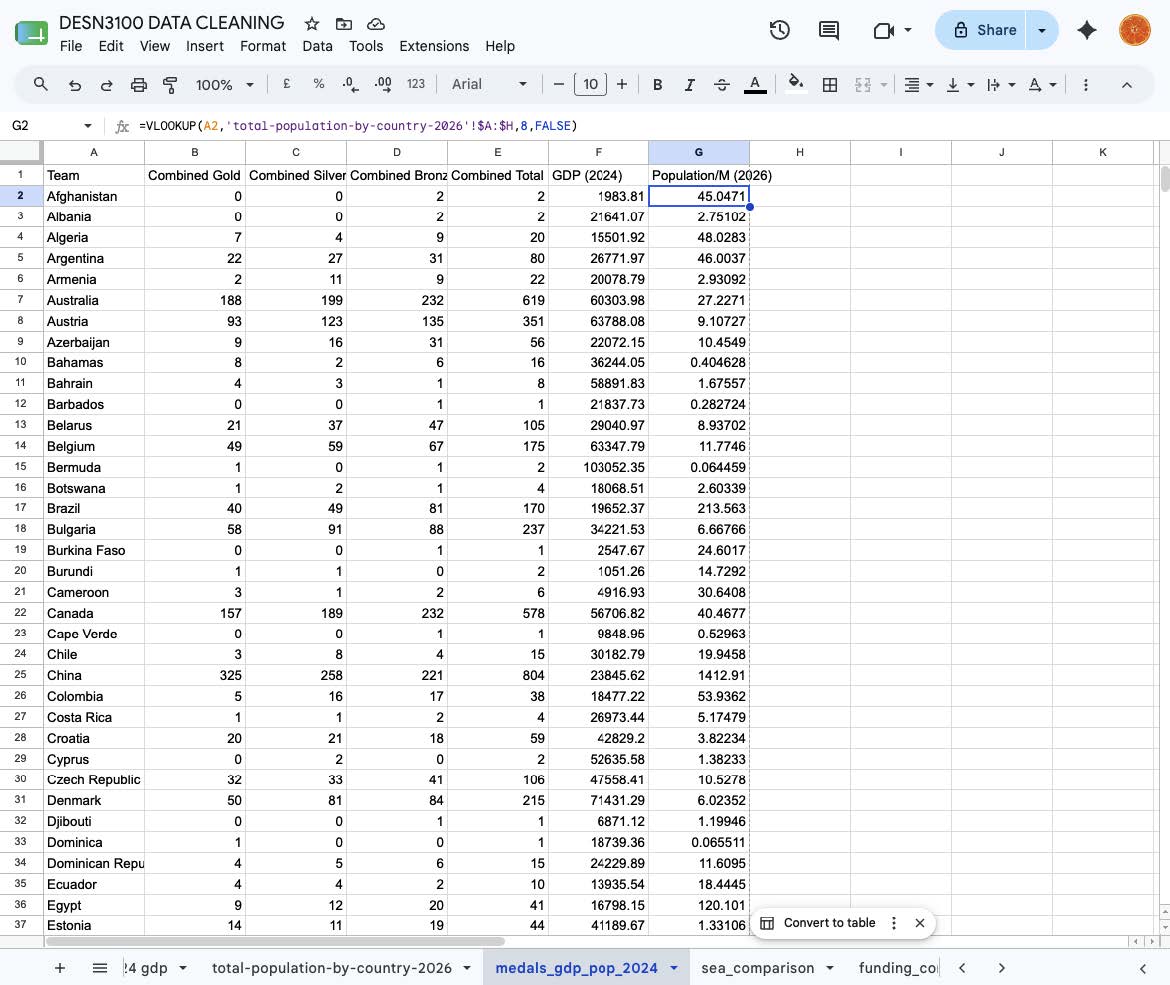 DESN3100 DATA CLEANING
File Edit View Insert Format Data Tools Extensions Help
Share
100% £ % .0 .00 123 Arial 10 B I S A
G2 fx =VLOOKUP(A2,'total-population-by-country-2026'!$A:$H,8,FALSE)
A B C D E F G H I J K
1 Team Combined Gold Combined Silver Combined Bronz Combined Total GDP (2024) Population/M (2026)
2 Afghanistan 0 0 2 2 1983.81 45.0471
3 Albania 0 0 2 2 21641.07 2.75102
4 Algeria 7 4 9 20 15501.92 48.0283
5 Argentina 22 27 31 80 26771.97 46.0037
6 Armenia 2 11 9 22 20078.79 2.93092
7 Australia 188 199 232 619 60303.98 27.2271
8 Austria 93 123 135 351 63788.08 9.10727
9 Azerbaijan 9 16 31 56 22072.15 10.4549
10 Bahamas 8 2 6 16 36244.05 0.404628
11 Bahrain 4 3 1 8 58891.83 1.67557
12 Barbados 0 0 1 1 21837.73 0.282724
13 Belarus 21 37 47 105 29040.97 8.93702
14 Belgium 49 59 67 175 63347.79 11.7746
15 Bermuda 1 0 1 2 103052.35 0.064459
16 Botswana 1 2 1 4 18068.51 2.60339
17 Brazil 40 49 81 170 19652.37 213.563
18 Bulgaria 58 91 88 237 34221.53 6.66766
19 Burkina Faso 0 0 1 1 2547.67 24.6017
20 Burundi 1 1 0 2 1051.26 14.7292
21 Cameroon 3 1 2 6 4916.93 30.6408
22 Canada 157 189 232 578 56706.82 40.4677
23 Cape Verde 0 0 1 1 9848.95 0.52963
24 Chile 3 8 4 15 30182.79 19.9458
25 China 325 258 221 804 23845.62 1412.91
26 Colombia 5 16 17 38 18477.22 53.9362
27 Costa Rica 1 1 2 4 26973.44 5.17479
28 Croatia 20 21 18 59 42829.2 3.82234
29 Cyprus 0 2 0 2 52635.58 1.38233
30 Czech Republic 32 33 41 106 47558.41 10.5278
31 Denmark 50 81 84 215 71431.29 6.02352
32 Djibouti 0 0 1 1 6871.12 1.19946
33 Dominica 1 0 0 1 18739.36 0.065511
34 Dominican Repu 4 5 6 15 24229.89 11.6095
35 Ecuador 4 4 2 10 13935.54 18.4445
36 Egypt 9 12 20 41 16798.15 120.101
37 Estonia 14 11 19 44 41189.67 1.33106
Convert to table
!4 gdp total-population-by-country-2026 medals_gdp_pop_2024 sea_comparison funding_co